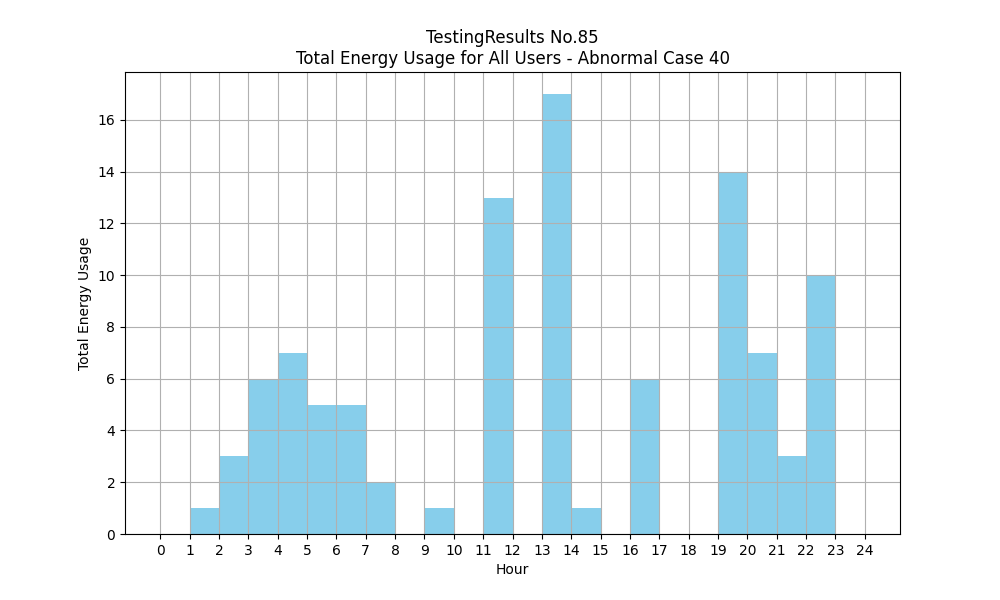 TestingResults No.85
Total Energy Usage for All Users - Abnormal Case 40
Total Energy Usage
16
14
12
10
8
6
4
2
0
0 1 2 3 4 5 6 7 8 9 10 11 12 13 14 15 16 17 18 19 20 21 22 23 24
Hour